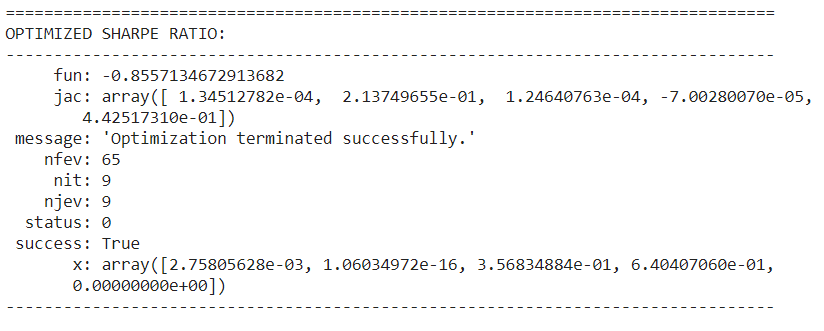 ================================================================================
OPTIMIZED SHARPE RATIO:
--------------------------------------------------------------------------------
     fun: -0.8557134672913682
     jac: array([ 1.34512782e-04,  2.13749655e-01,  1.24640763e-04, -7.00280070e-05,
        4.42517310e-01])
 message: 'Optimization terminated successfully.'
    nfev: 65
     nit: 9
    njev: 9
  status: 0
 success: True
       x: array([2.75805628e-03, 1.06034972e-16, 3.56834884e-01, 6.40407060e-01,
       0.00000000e+00])
--------------------------------------------------------------------------------